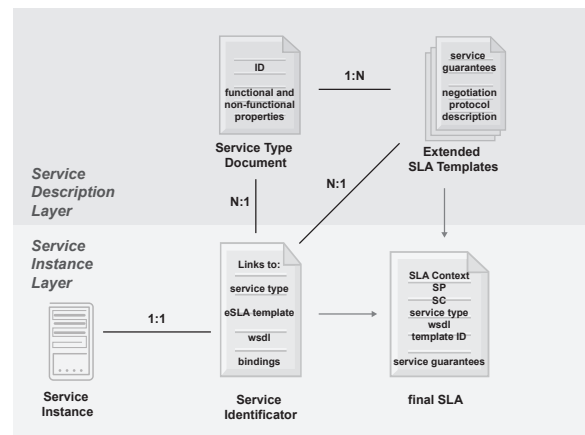 ID
functional and
non-functional
properties
Service Type
Document
1:N
service
guarantees
negotiation
protocol
description
Extended
SLA Templates
Service
Description
Layer
N:1
N:1
Service
Instance
Layer
1:1
Service
Instance
Links to:
service type
eSLA template
wsdl
bindings
Service
Identificator
SLA Context
SP
SC
service type
wsdl
template ID
service guarantees
final SLA